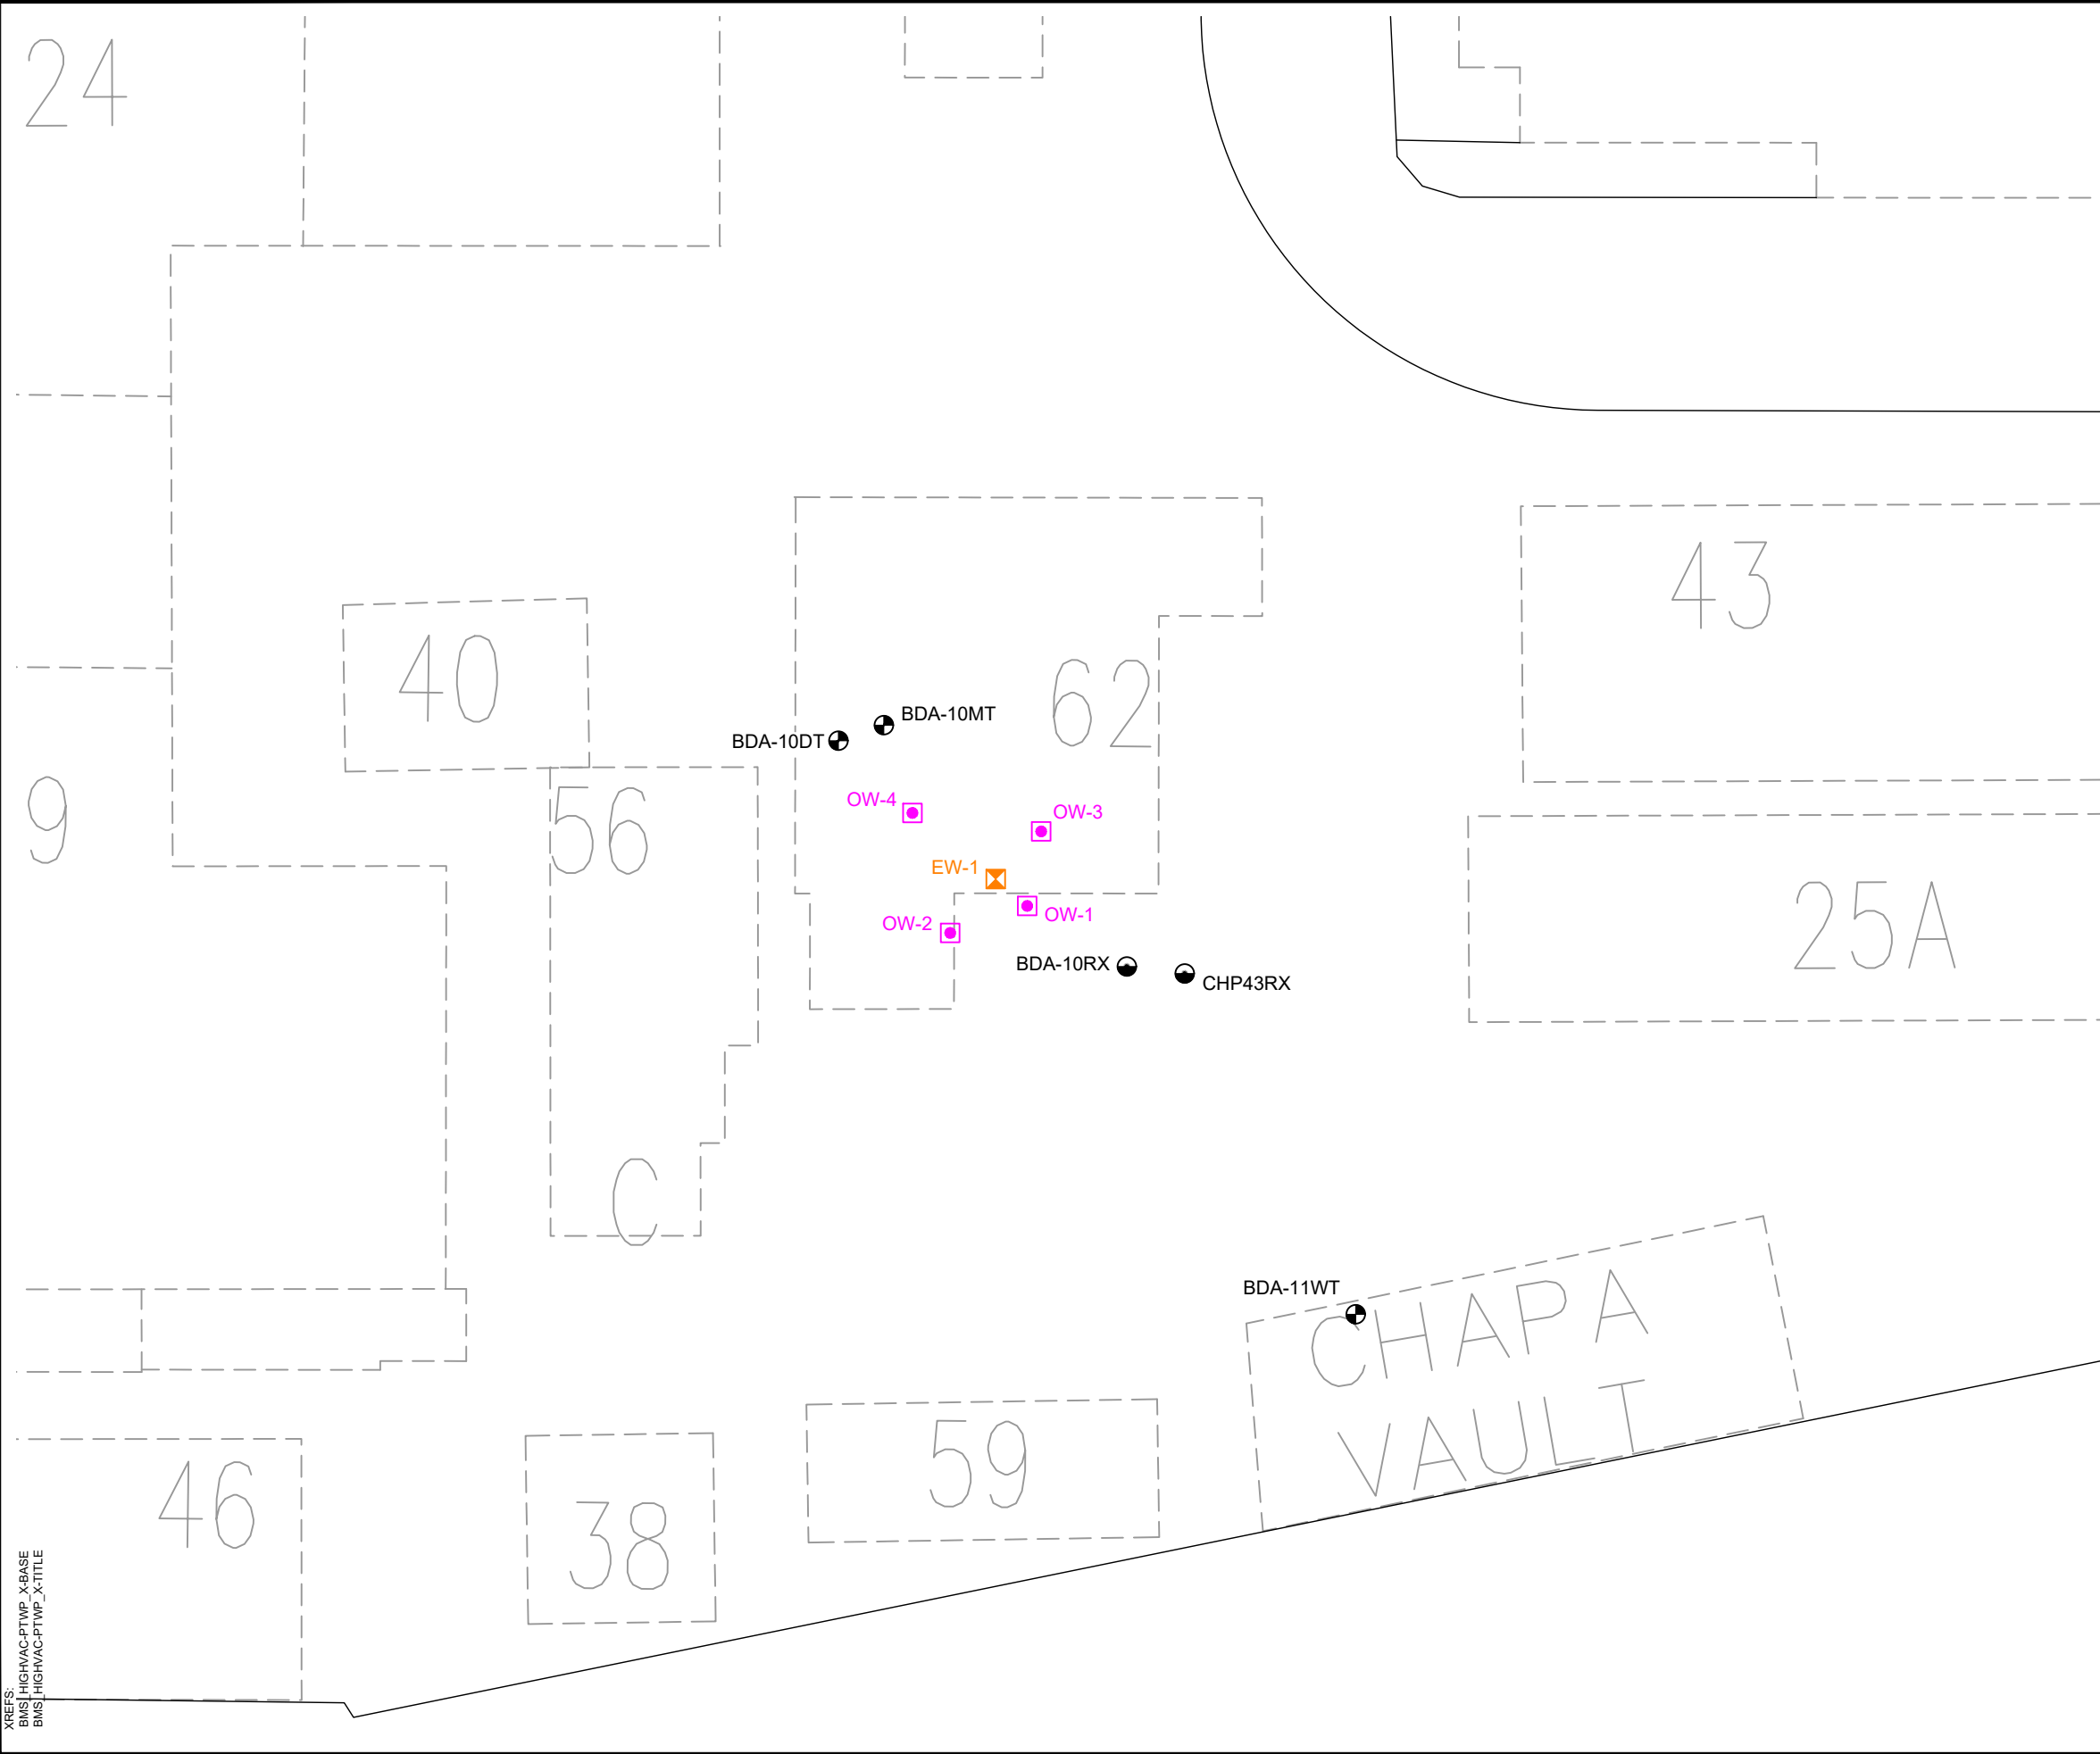 24
43
40
62
BDA-10MT
BDA-10DT
9
56
OW-4
OW-3
EW-1
25A
OW-1
OW-2
BDA-10RX
CHP43RX
C
BDA-11WT
CHAPA
VAULT
59
46
38
XREFS:
BMS_HIGHVAC-PTWP_X-BASE
BMS_HIGHVAC-PTWP_X-TITLE